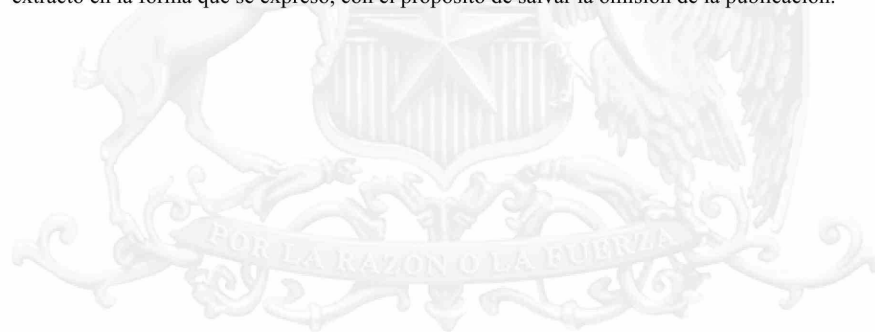 extracto en la forma que se expresó, con el propósito de salvar la omisión de la publicación.
POR LA RAZÓN O LA FUERZA